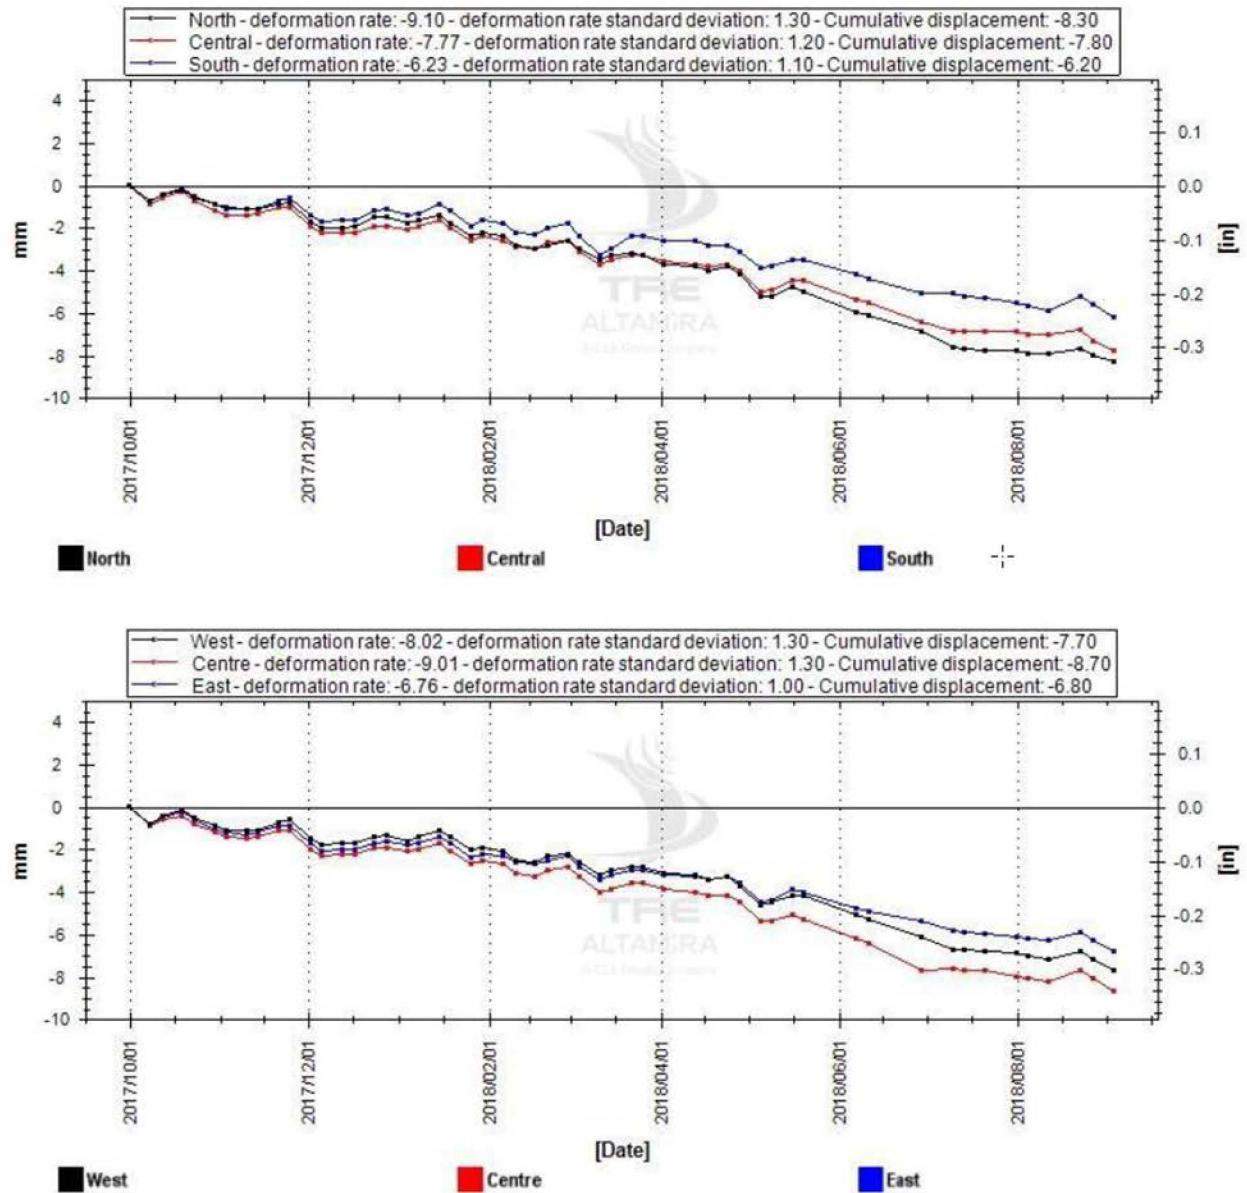 North - deformation rate: -9.10 - deformation rate standard deviation: 1.30 - Cumulative displacement: -8.30
Central - deformation rate: -7.77 - deformation rate standard deviation: 1.20 - Cumulative displacement: -7.80
South - deformation rate: -6.23 - deformation rate standard deviation: 1.10 - Cumulative displacement: -6.20
4
2
0
-2
-4
-6
-8
-10
mm
0.1
0.0
-0.1
-0.2
-0.3
[in]
TRE
ALTAMIRA
2017/10/01
2017/12/01
2018/02/01
2018/04/01
2018/06/01
2018/08/01
[Date]
North
Central
South
West - deformation rate: -8.02 - deformation rate standard deviation: 1.30 - Cumulative displacement: -7.70
Centre - deformation rate: -9.01 - deformation rate standard deviation: 1.30 - Cumulative displacement: -8.70
East - deformation rate: -6.76 - deformation rate standard deviation: 1.00 - Cumulative displacement: -6.80
4
2
0
-2
-4
-6
-8
-10
mm
0.1
0.0
-0.1
-0.2
-0.3
[in]
TRE
ALTAMIRA
2017/10/01
2017/12/01
2018/02/01
2018/04/01
2018/06/01
2018/08/01
[Date]
West
Centre
East